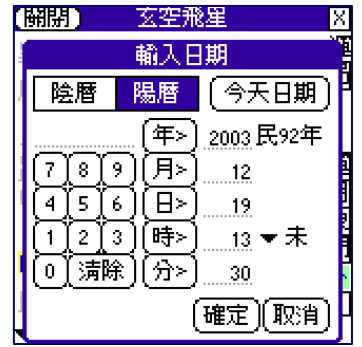 關閉 玄空飛星 X
輸入日期
陰曆 陽曆 今天日期
年> 2003 民92年
7 8 9 月> 12
4 5 6 日> 19
1 2 3 時> 13 未
0 清除 分> 30
確定 取消